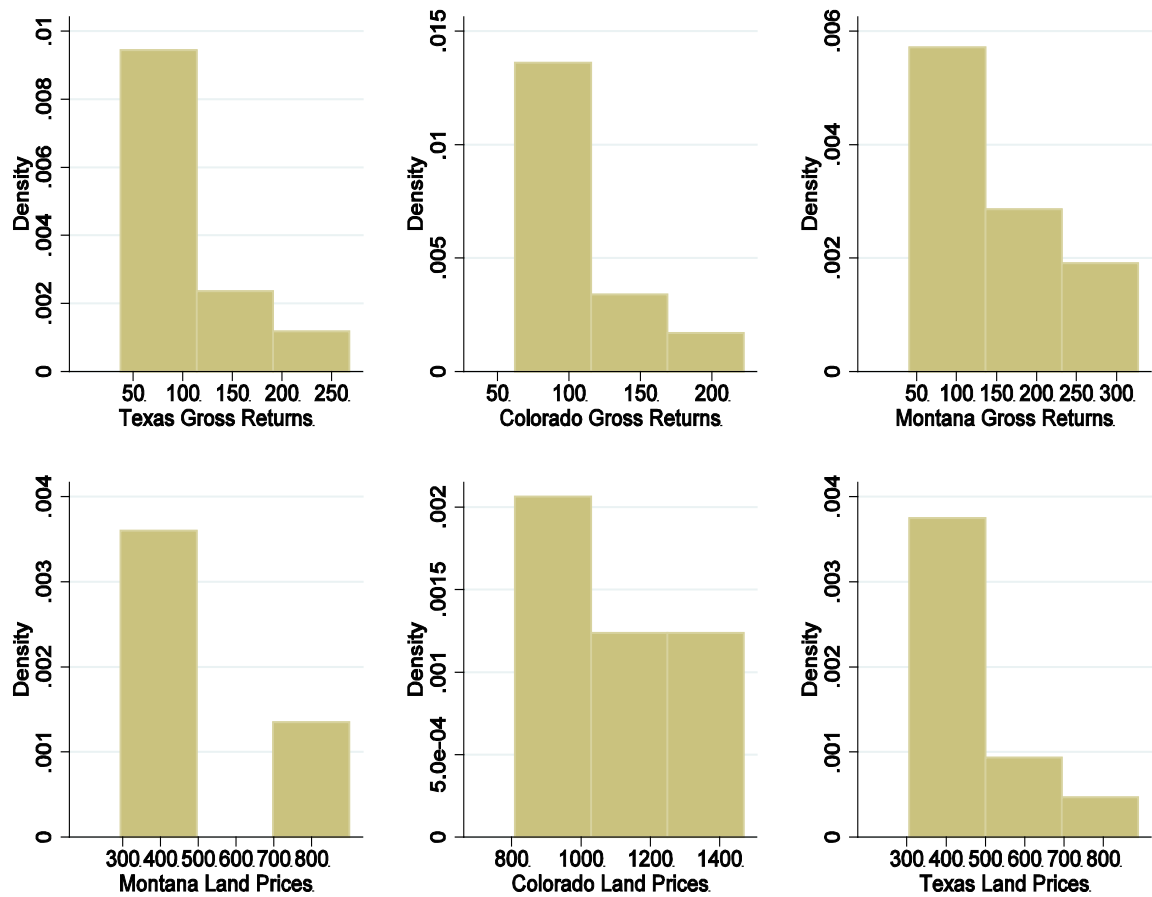 Density
.01
.008
.006
.004
.002
0
50. 100. 150. 200. 250.
Texas Gross Returns.
Density
.015
.01
.005
0
50. 100. 150. 200.
Colorado Gross Returns.
Density
.006
.004
.002
0
50. 100. 150. 200. 250. 300.
Montana Gross Returns.
Density
.004
.003
.002
.001
0
300. 400. 500. 600. 700. 800.
Montana Land Prices.
Density
.002
.0015
.001
5.0e-04
0
800. 1000. 1200. 1400.
Colorado Land Prices.
Density
.004
.003
.002
.001
0
300. 400. 500. 600. 700. 800.
Texas Land Prices.